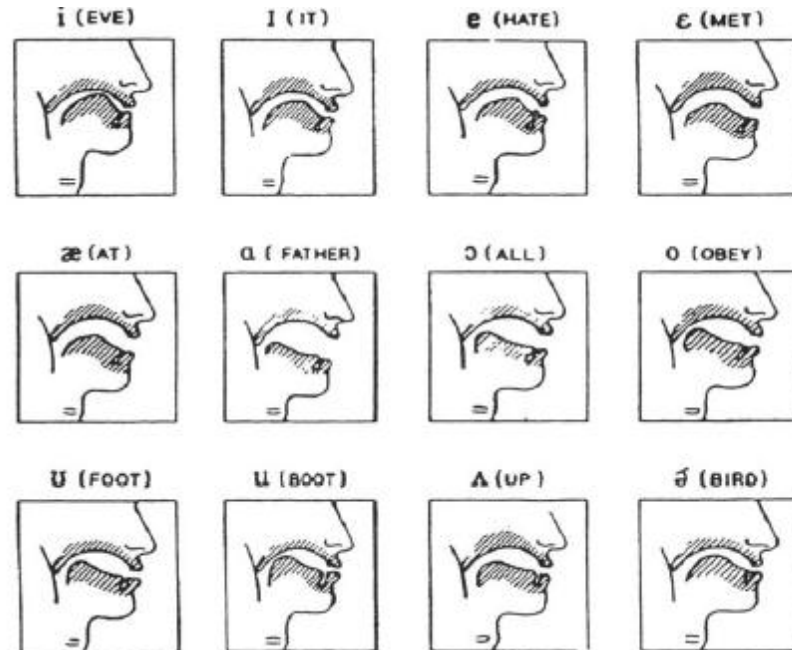 i (EVE) I (IT) e (HATE) ɛ (MET)
æ (AT) ɑ (FATHER) ɔ (ALL) o (OBEY)
ʊ (FOOT) u (BOOT) ʌ (UP) ɝ (BIRD)